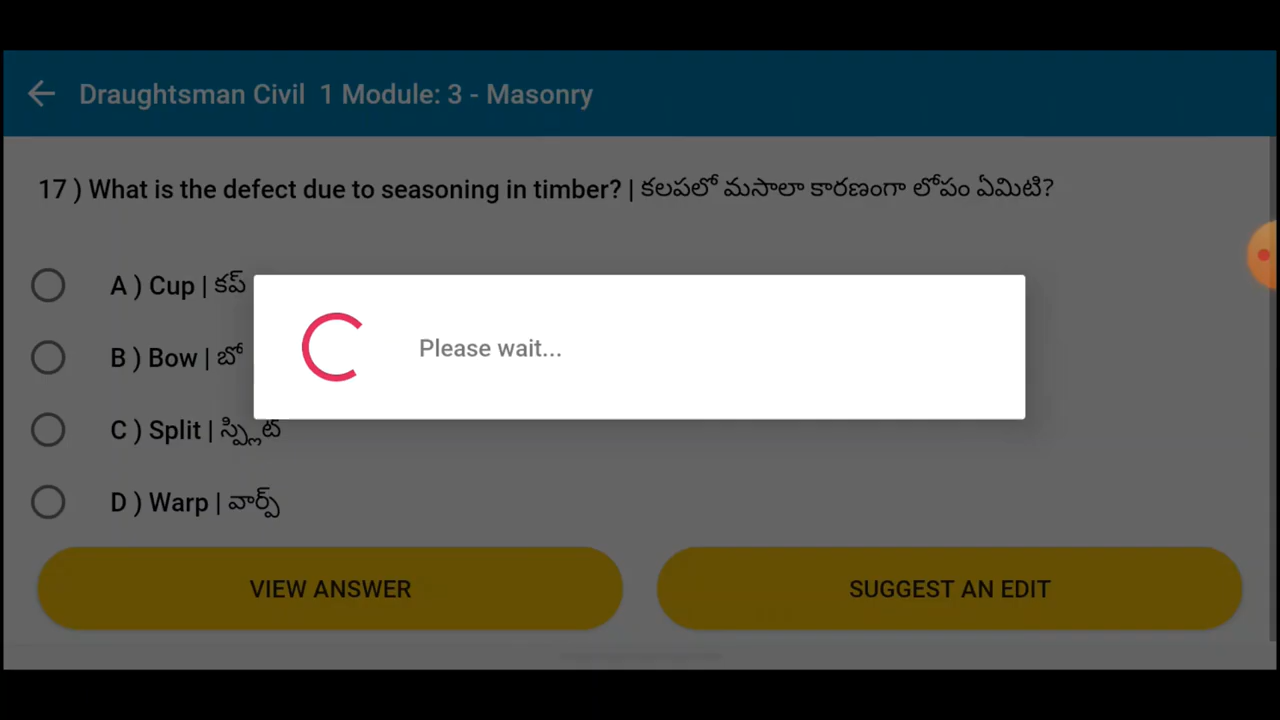 Draughtsman Civil 1 Module: 3 - Masonry
17 ) What is the defect due to seasoning in timber? | కలపలో మసాలా కారణంగా లోపం ఏమిటి?
A ) Cup | కప్
Please wait...
B ) Bow | బో
C ) Split | స్ప్లిట్
D ) Warp | వార్ప్
VIEW ANSWER
SUGGEST AN EDIT